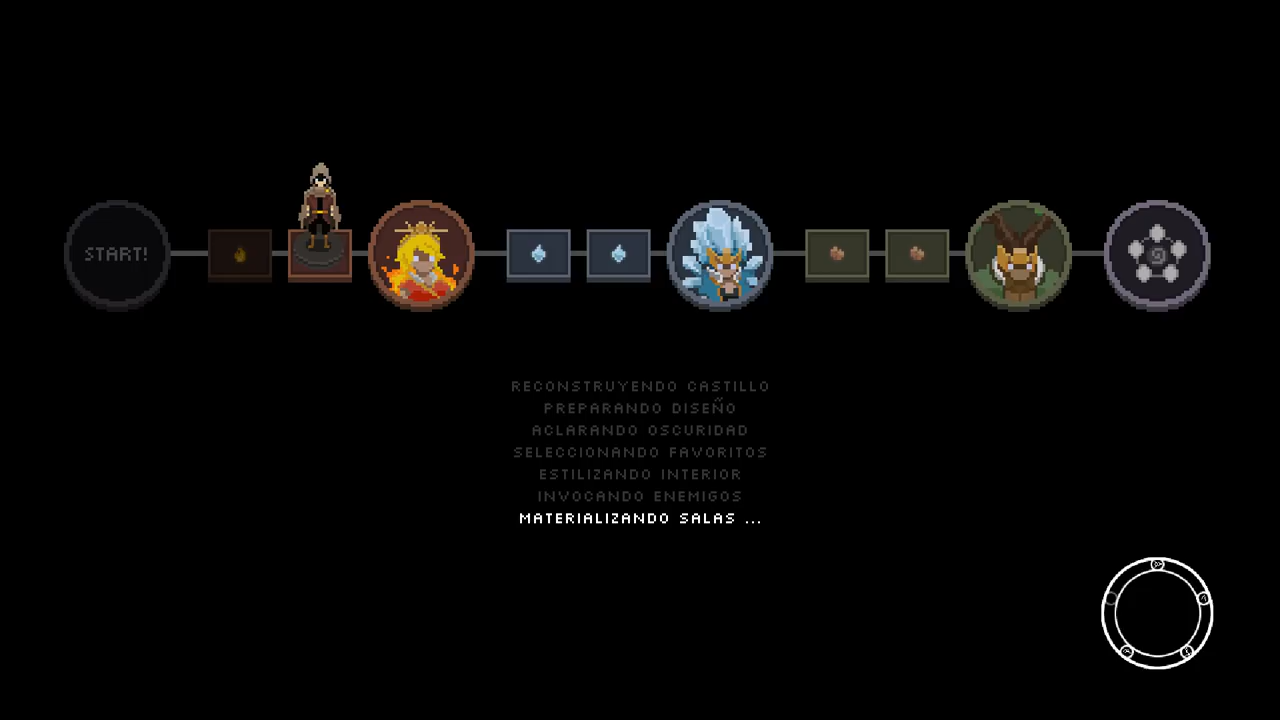 START!
RECONSTRUYENDO CASTILLO
PREPARANDO DISEÑO
ACLARANDO OSCURIDAD
SELECCIONANDO FAVORITOS
ESTILIZANDO INTERIOR
INVOCANDO ENEMIGOS
MATERIALIZANDO SALAS ...